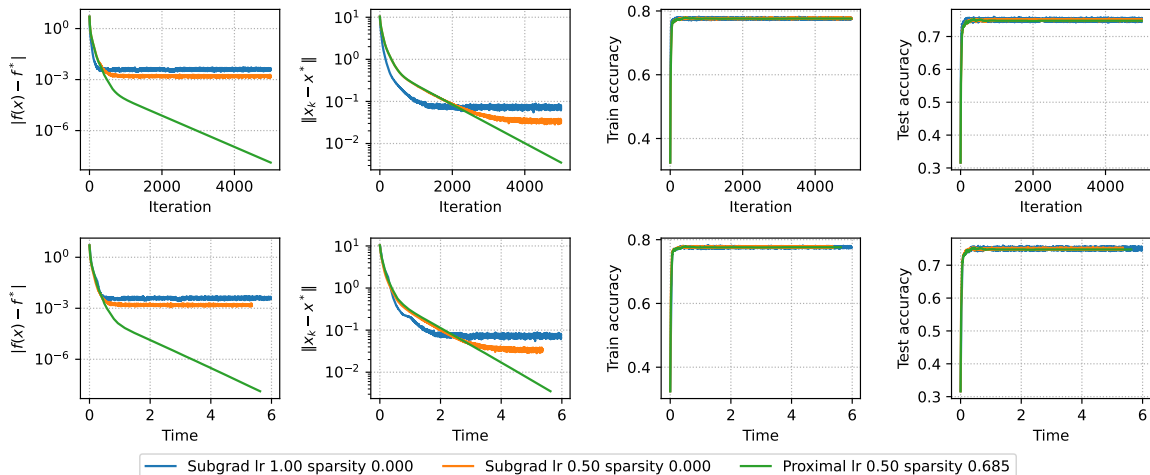 |f(x) − f*|
10⁰
10⁻³
10⁻⁶
0 2000 4000
Iteration
‖x_k − x*‖
10¹
10⁰
10⁻¹
10⁻²
0 2000 4000
Iteration
Train accuracy
0.8
0.6
0.4
0 2000 4000
Iteration
Test accuracy
0.7
0.6
0.5
0.4
0.3
0 2000 4000
Iteration
|f(x) − f*|
10⁰
10⁻³
10⁻⁶
0 2 4 6
Time
‖x_k − x*‖
10¹
10⁰
10⁻¹
10⁻²
0 2 4 6
Time
Train accuracy
0.8
0.6
0.4
0 2 4 6
Time
Test accuracy
0.7
0.6
0.5
0.4
0.3
0 2 4 6
Time
Subgrad lr 1.00 sparsity 0.000 Subgrad lr 0.50 sparsity 0.000 Proximal lr 0.50 sparsity 0.685